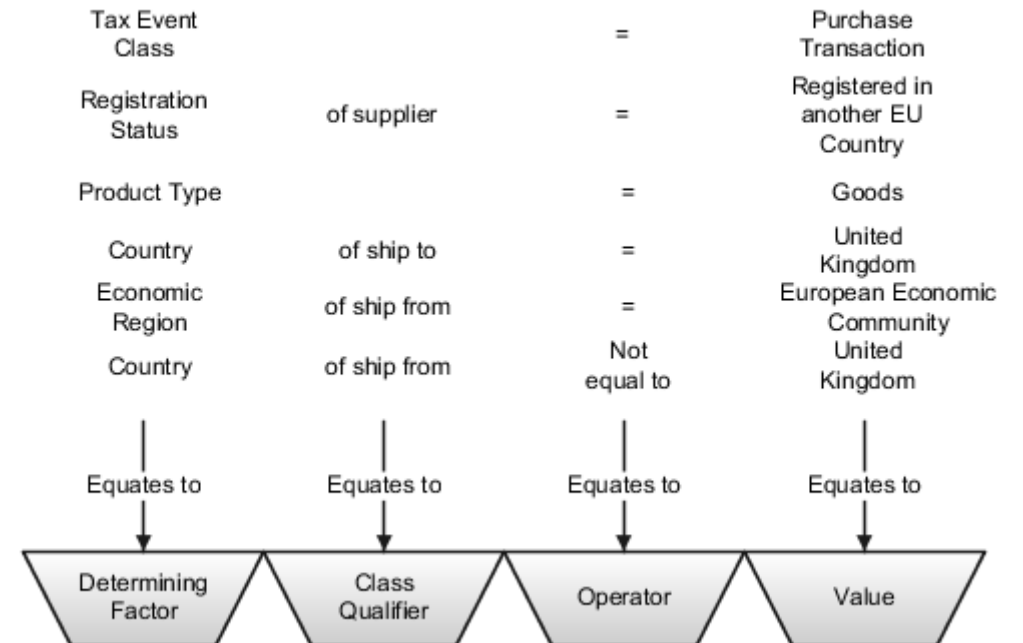 Tax Event
Class
=
Purchase
Transaction
Registration
Status
of supplier
=
Registered in
another EU
Country
Product Type
=
Goods
Country
of ship to
=
United
Kingdom
Economic
Region
of ship from
=
European Economic
Community
Country
of ship from
Not
equal to
United
Kingdom
Equates to
Equates to
Equates to
Equates to
Determining
Factor
Class
Qualifier
Operator
Value